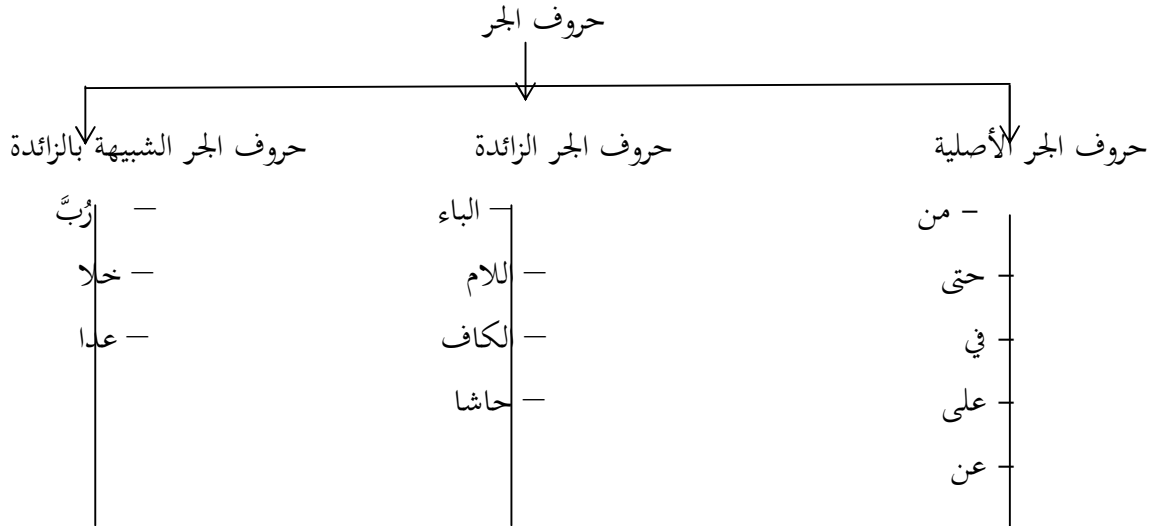 حروف الجر
حروف الجر الأصلية حروف الجر الزائدة حروف الجر الشبيهة بالزائدة
– من – الباء – رُبَّ
– حتى – اللام – خلا
– في – الكاف – عدا
– على – حاشا
– عن